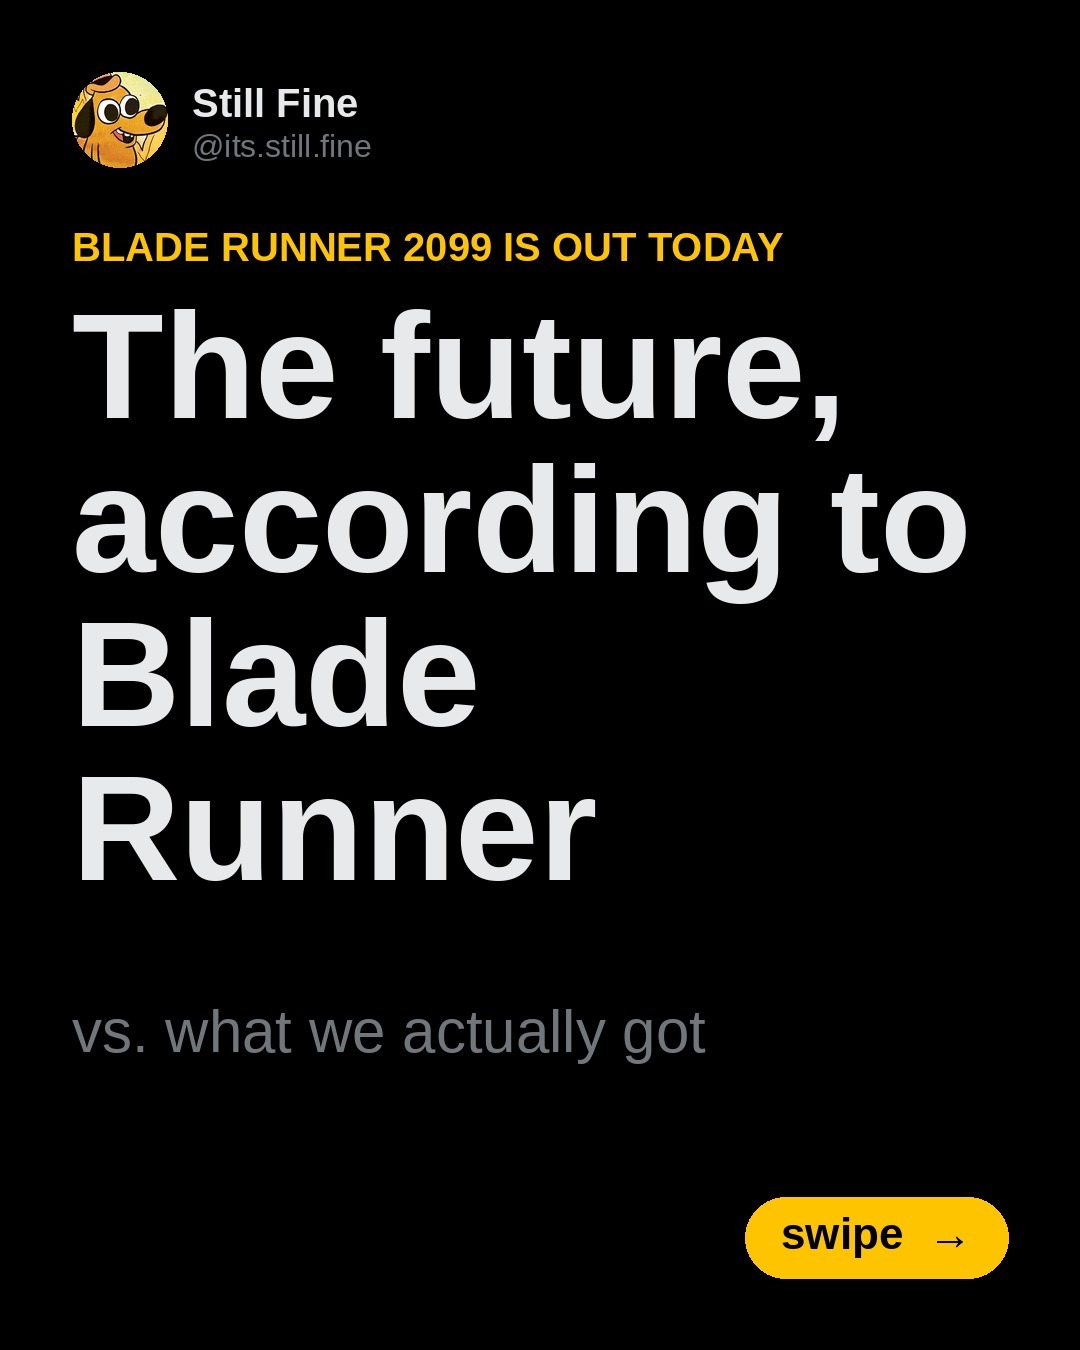 Still Fine
@its.still.fine
BLADE RUNNER 2099 IS OUT TODAY
The future,
according to
Blade
Runner
vs. what we actually got
swipe →